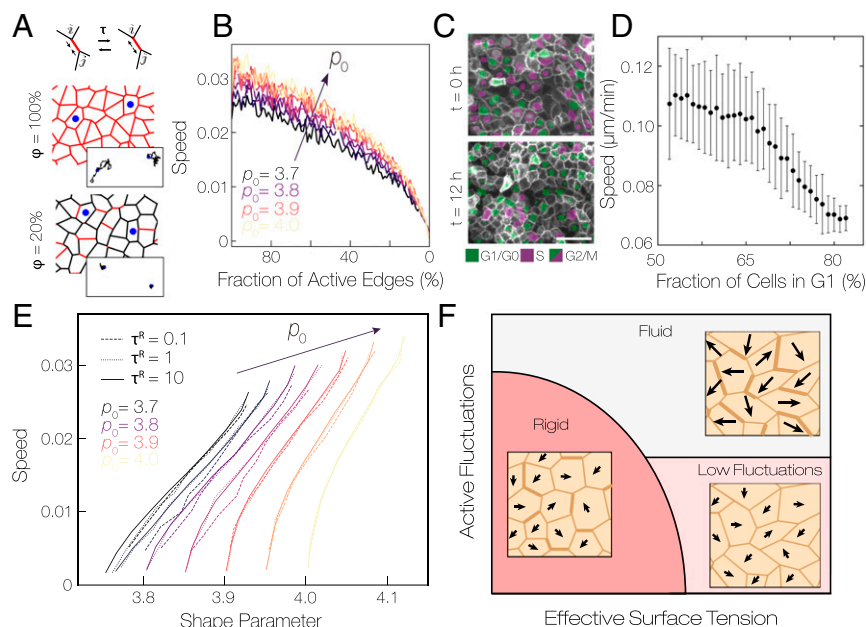 A
τ
i
j
i
j
φ = 100%
φ = 20%
B
Speed
0.03
0.02
0.01
0
p₀
p₀= 3.7
p₀= 3.8
p₀= 3.9
p₀= 4.0
80
60
40
20
0
Fraction of Active Edges (%)
C
t = 0 h
t = 12 h
G1/G0 S G2/M
D
Speed (μm/min)
0.12
0.10
0.08
0.06
50
65
80
Fraction of Cells in G1 (%)
E
τᴿ = 0.1
τᴿ = 1
τᴿ = 10
p₀
p₀= 3.7
p₀= 3.8
p₀= 3.9
p₀= 4.0
Speed
0.03
0.02
0.01
0
3.8
3.9
4.0
4.1
Shape Parameter
F
Active Fluctuations
Fluid
Rigid
Low Fluctuations
Effective Surface Tension